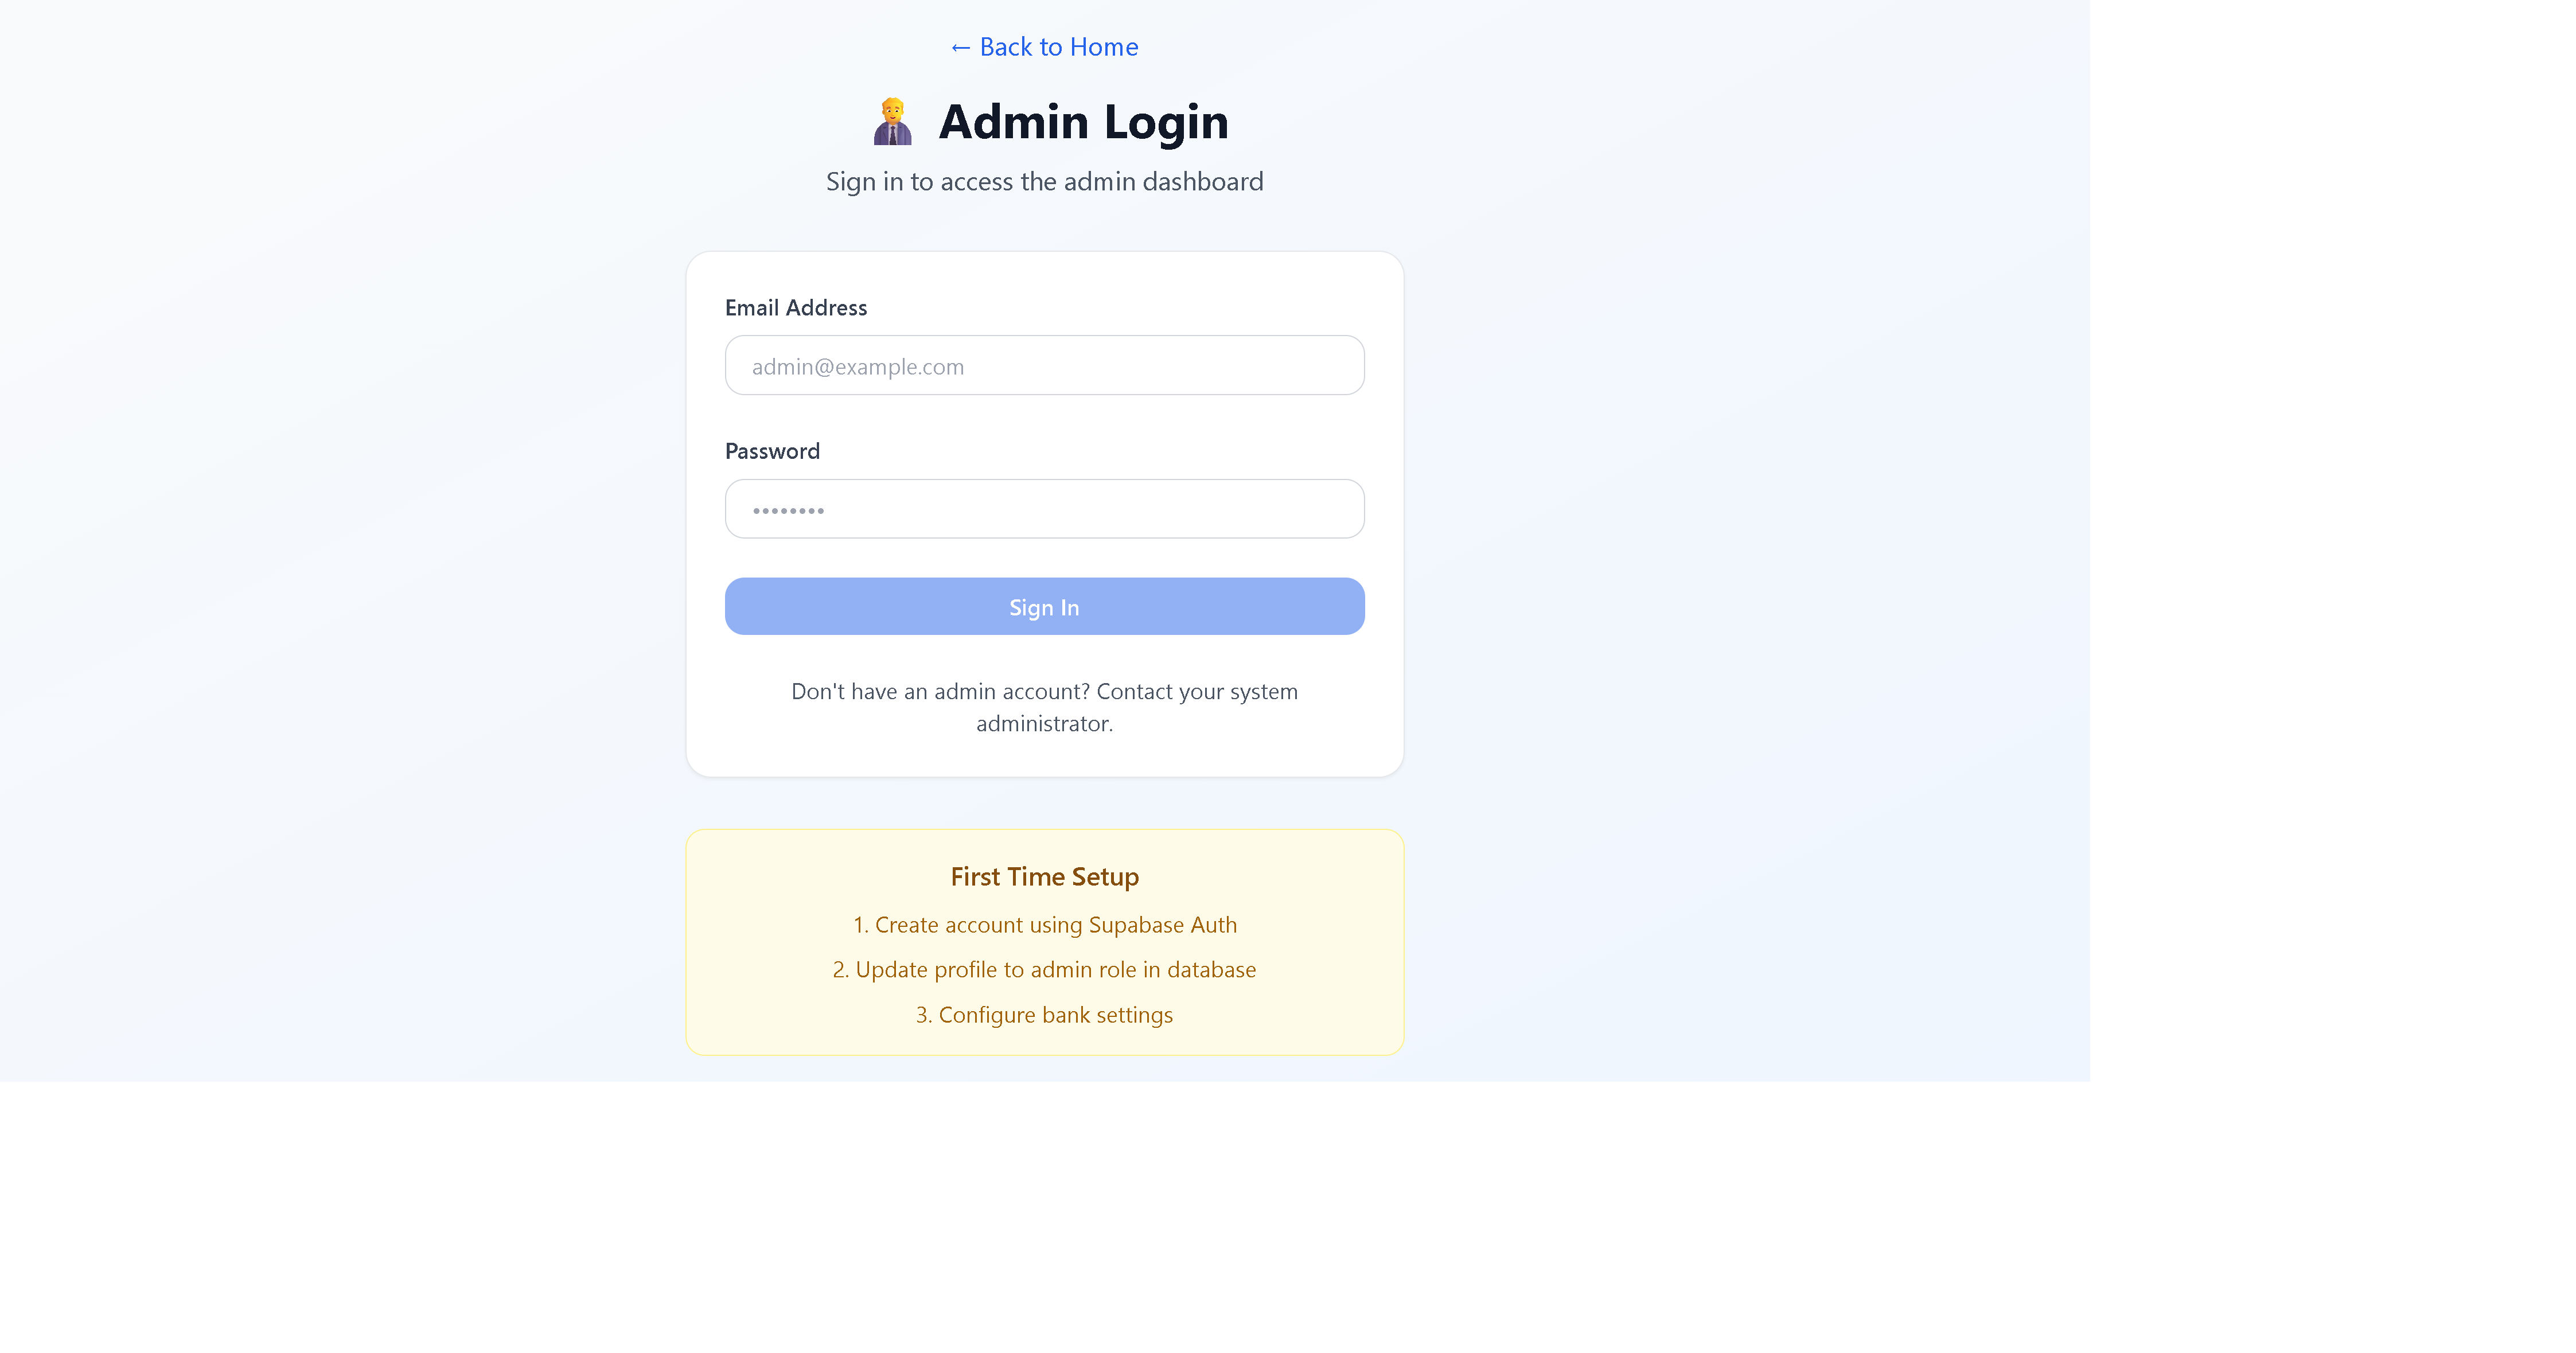 ← Back to Home
Admin Login
Sign in to access the admin dashboard
Email Address
admin@example.com
Password
••••••••
Sign In
Don't have an admin account? Contact your system
administrator.
First Time Setup
1. Create account using Supabase Auth
2. Update profile to admin role in database
3. Configure bank settings